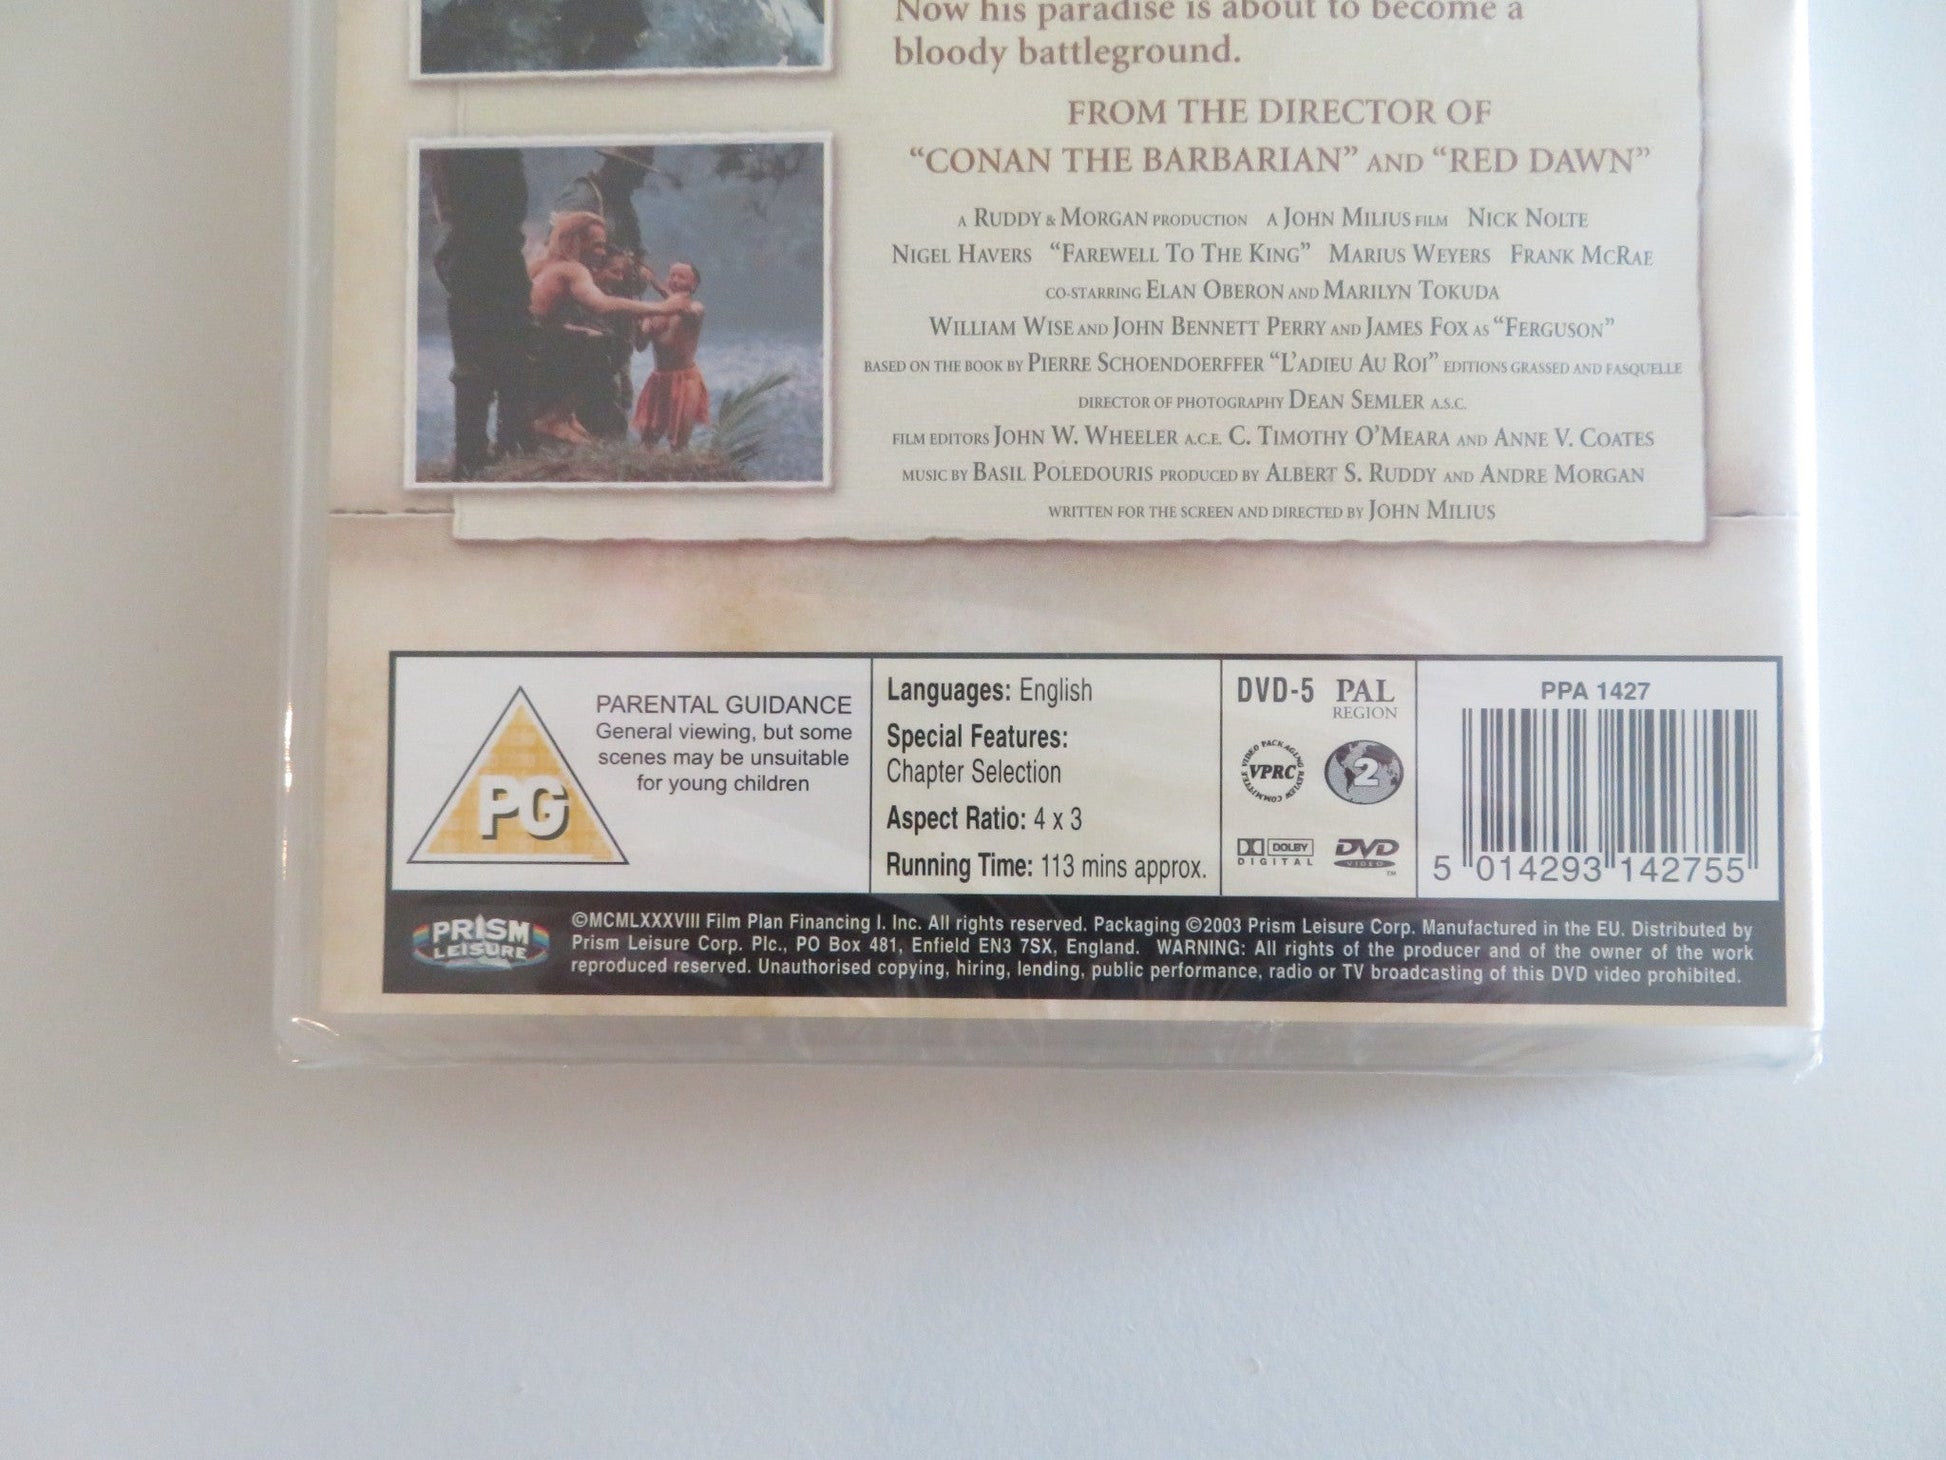 Now his paradise is about to become a
bloody battleground.
FROM THE DIRECTOR OF
“CONAN THE BARBARIAN” AND “RED DAWN”
A RUDDY & MORGAN PRODUCTION A JOHN MILIUS FILM NICK NOLTE
NIGEL HAVERS “FAREWELL TO THE KING” MARIUS WEYERS FRANK MCRAE
CO-STARRING ELAN OBERON AND MARILYN TOKUDA
WILLIAM WISE AND JOHN BENNETT PERRY AND JAMES FOX AS “FERGUSON”
BASED ON THE BOOK BY PIERRE SCHOENDOERFFER “L’ADIEU AU ROI” EDITIONS GRASSED AND FASQUELLE
DIRECTOR OF PHOTOGRAPHY DEAN SEMLER A.S.C.
FILM EDITORS JOHN W. WHEELER A.C.E. C. TIMOTHY O’MEARA AND ANNE V. COATES
MUSIC BY BASIL POLEDOURIS PRODUCED BY ALBERT S. RUDDY AND ANDRE MORGAN
WRITTEN FOR THE SCREEN AND DIRECTED BY JOHN MILIUS
PG
PARENTAL GUIDANCE
General viewing, but some
scenes may be unsuitable
for young children
Languages: English
Special Features:
Chapter Selection
Aspect Ratio: 4 x 3
Running Time: 113 mins approx.
DVD-5 PAL
REGION
VIDEO PACKAGING REVIEW COMMITTEE
VPRC
2
DOLBY
DIGITAL
DVD
VIDEO
TM
PPA 1427
5 014293 142755
PRISM
LEISURE
©MCMLXXXVIII Film Plan Financing I. Inc. All rights reserved. Packaging ©2003 Prism Leisure Corp. Manufactured in the EU. Distributed by
Prism Leisure Corp. Plc., PO Box 481, Enfield EN3 7SX, England. WARNING: All rights of the producer and of the owner of the work
reproduced reserved. Unauthorised copying, hiring, lending, public performance, radio or TV broadcasting of this DVD video prohibited.